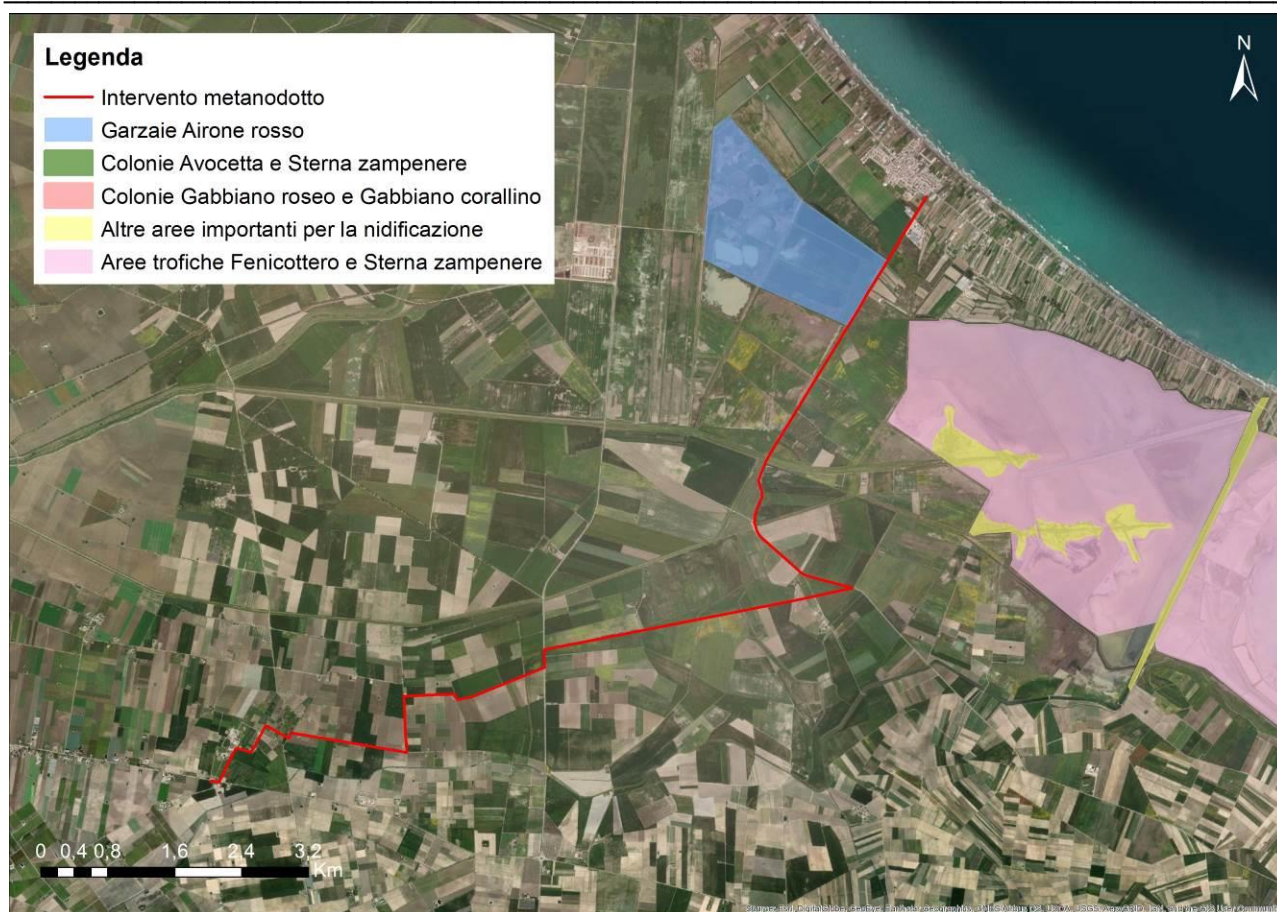 Legenda
Intervento metanodotto
Garzaie Airone rosso
Colonie Avocetta e Sterna zampenere
Colonie Gabbiano roseo e Gabbiano corallino
Altre aree importanti per la nidificazione
Aree trofiche Fenicottero e Sterna zampenere
N
0 0,4 0,8 1,6 2,4 3,2
Km